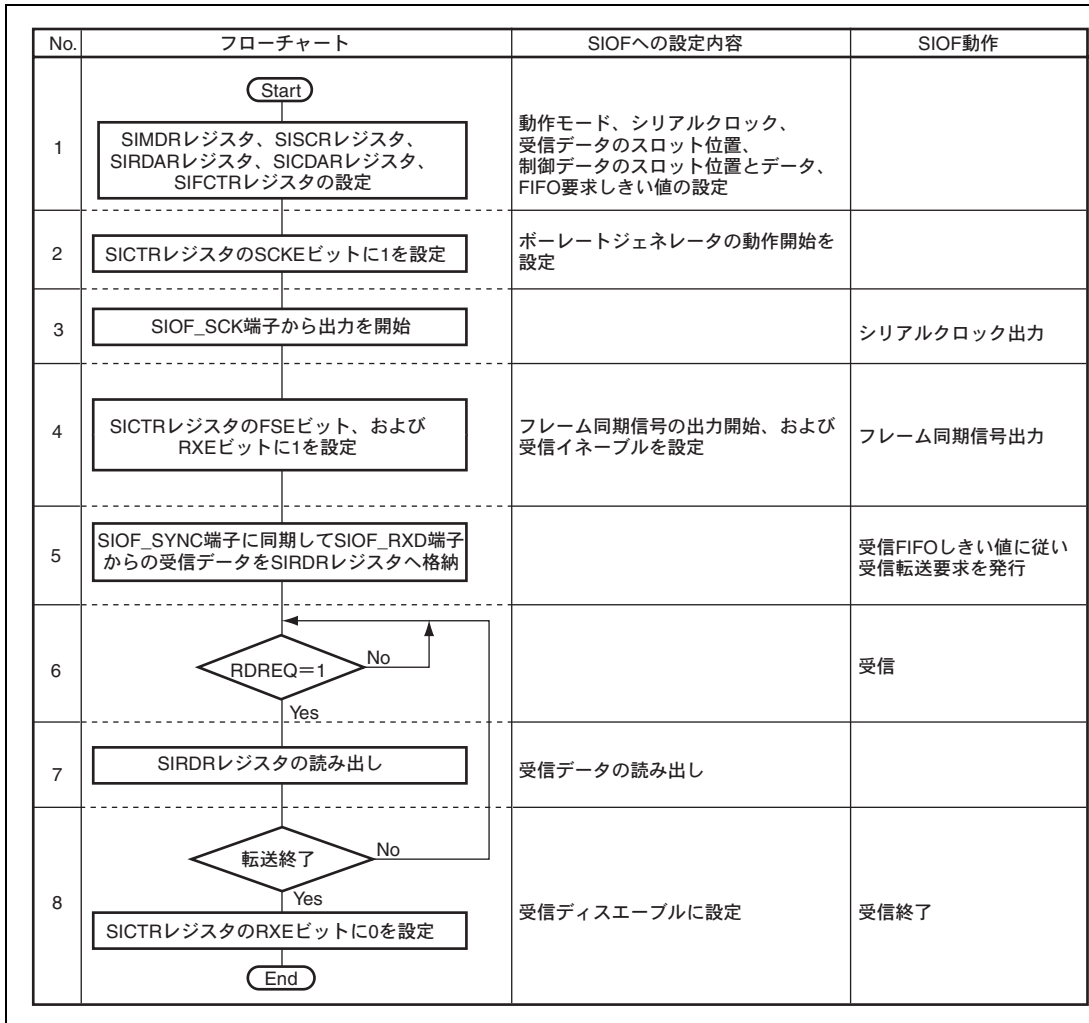 No.
フローチャート
SIOFへの設定内容
SIOF動作
1
Start
SIMDRレジスタ、SISCRレジスタ、
SIRDARレジスタ、SICDARレジスタ、
SIFCTRレジスタの設定
動作モード、シリアルクロック、
受信データのスロット位置、
制御データのスロット位置とデータ、
FIFO要求しきい値の設定
2
SICTRレジスタのSCKEビットに1を設定
ボーレートジェネレータの動作開始を
設定
3
SIOF_SCK端子から出力を開始
シリアルクロック出力
4
SICTRレジスタのFSEビット、および
RXEビットに1を設定
フレーム同期信号の出力開始、および
受信イネーブルを設定
フレーム同期信号出力
5
SIOF_SYNC端子に同期してSIOF_RXD端子
からの受信データをSIRDRレジスタへ格納
受信FIFOしきい値に従い
受信転送要求を発行
6
RDREQ＝1
No
Yes
受信
7
SIRDRレジスタの読み出し
受信データの読み出し
8
転送終了
No
Yes
SICTRレジスタのRXEビットに0を設定
End
受信ディスエーブルに設定
受信終了